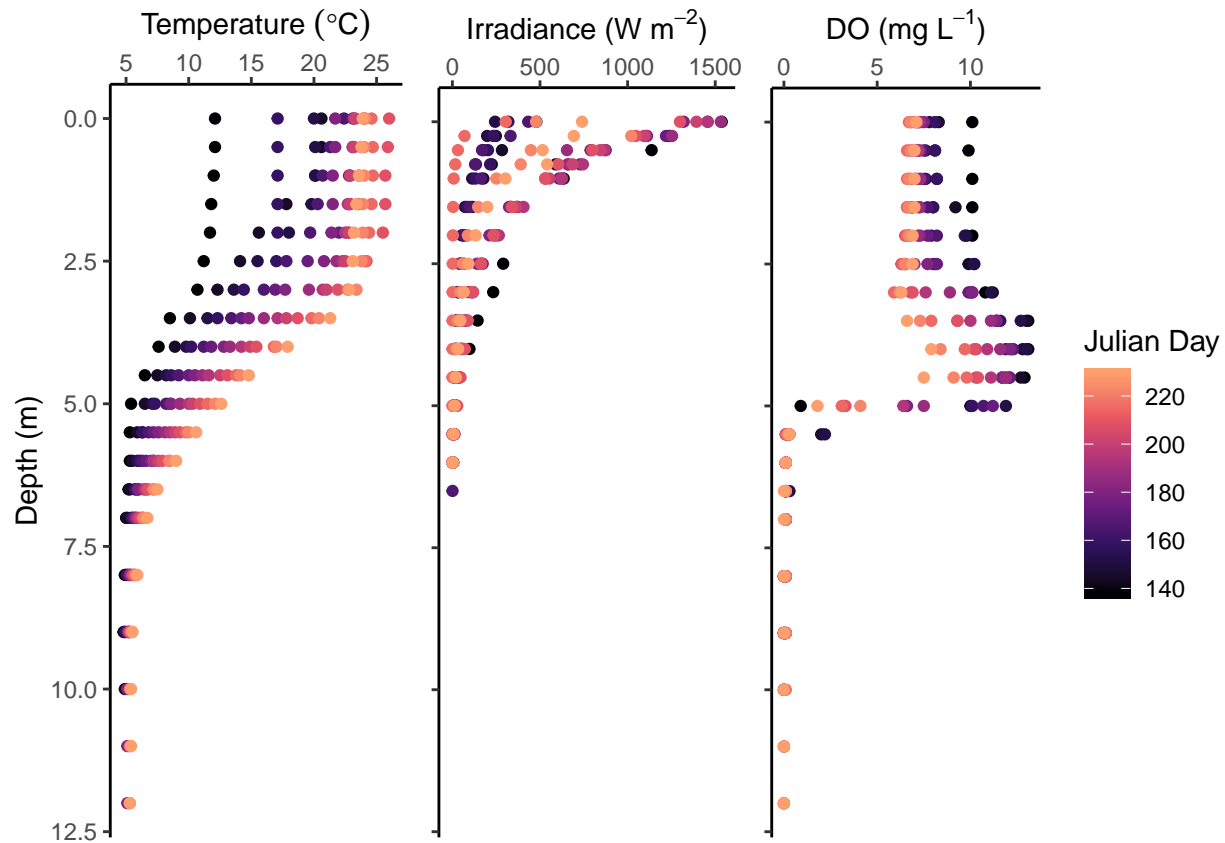 Temperature (°C)
5 10 15 20 25
Irradiance (W m⁻²)
0 500 1000 1500
DO (mg L⁻¹)
0 5 10
Depth (m)
0.0
2.5
5.0
7.5
10.0
12.5
Julian Day
220
200
180
160
140